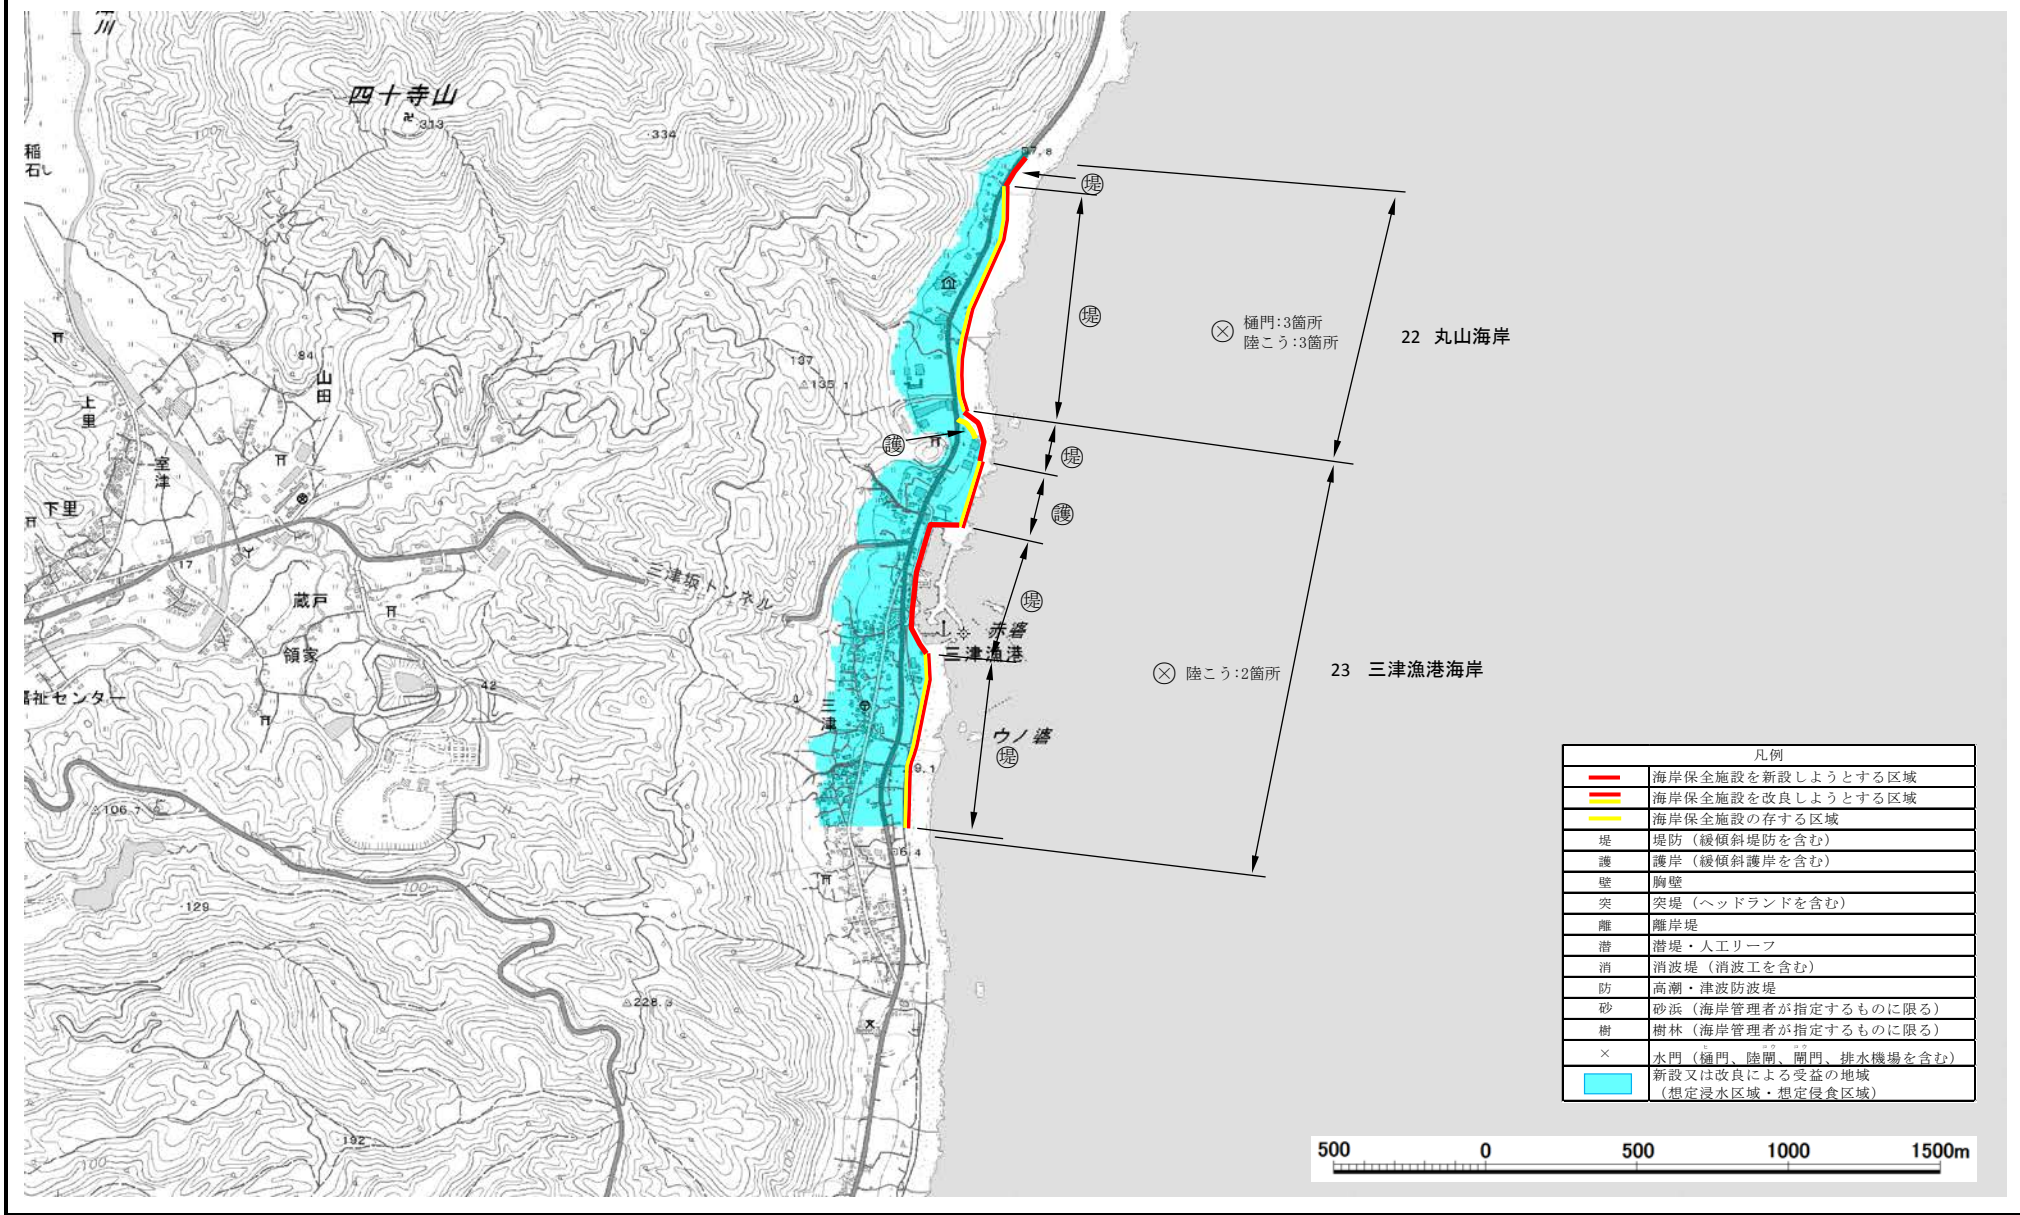 四十寺山
313
334
稲
石
7.8
堤
堤
樋門:3箇所
陸こう:3箇所
22 丸山海岸
137
135.1
84
山田
上里
室津
護
堤
下里
護
17
三津坂トンネル
蔵戸
堤
赤碆
領家
三津漁港
陸こう:2箇所
23 三津漁港海岸
42
福祉センター
三津
ウノ碆
堤
9.1
106.7
6.4
100
129
228.3
192
100
凡例
海岸保全施設を新設しようとする区域
海岸保全施設を改良しようとする区域
海岸保全施設の存する区域
堤 堤防（緩傾斜堤防を含む）
護 護岸（緩傾斜護岸を含む）
壁 胸壁
突 突堤（ヘッドランドを含む）
離 離岸堤
潜 潜堤・人工リーフ
消 消波堤（消波工を含む）
防 高潮・津波防波堤
砂 砂浜（海岸管理者が指定するものに限る）
樹 樹林（海岸管理者が指定するものに限る）
× 水門（樋門、陸閘、閘門、排水機場を含む）
新設又は改良による受益の地域
（想定浸水区域・想定侵食区域）
500 0 500 1000 1500m